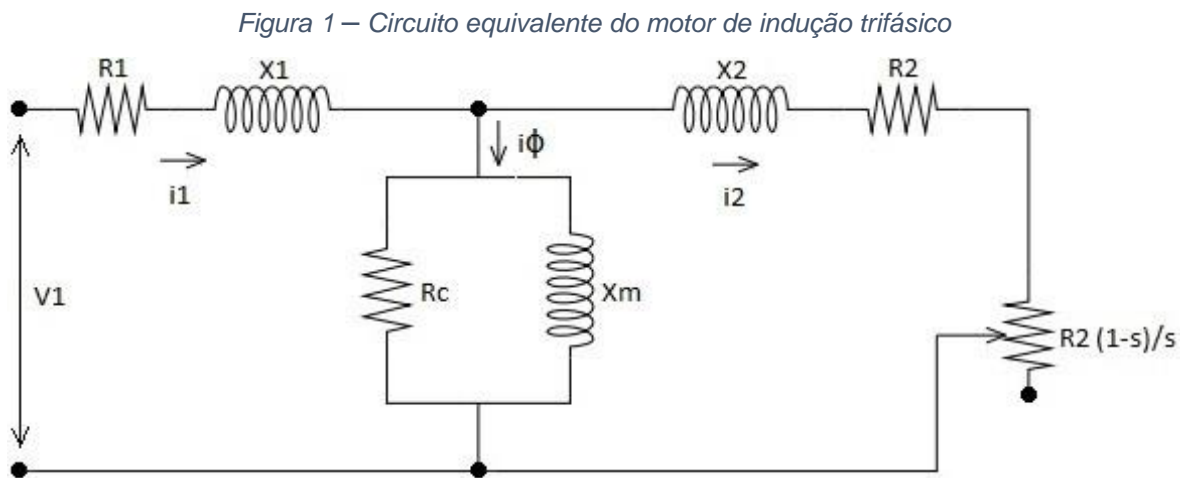 Figura 1 – Circuito equivalente do motor de indução trifásico
R1
X1
X2
R2
iϕ
i1
i2
V1
Rc
Xm
R2 (1-s)/s